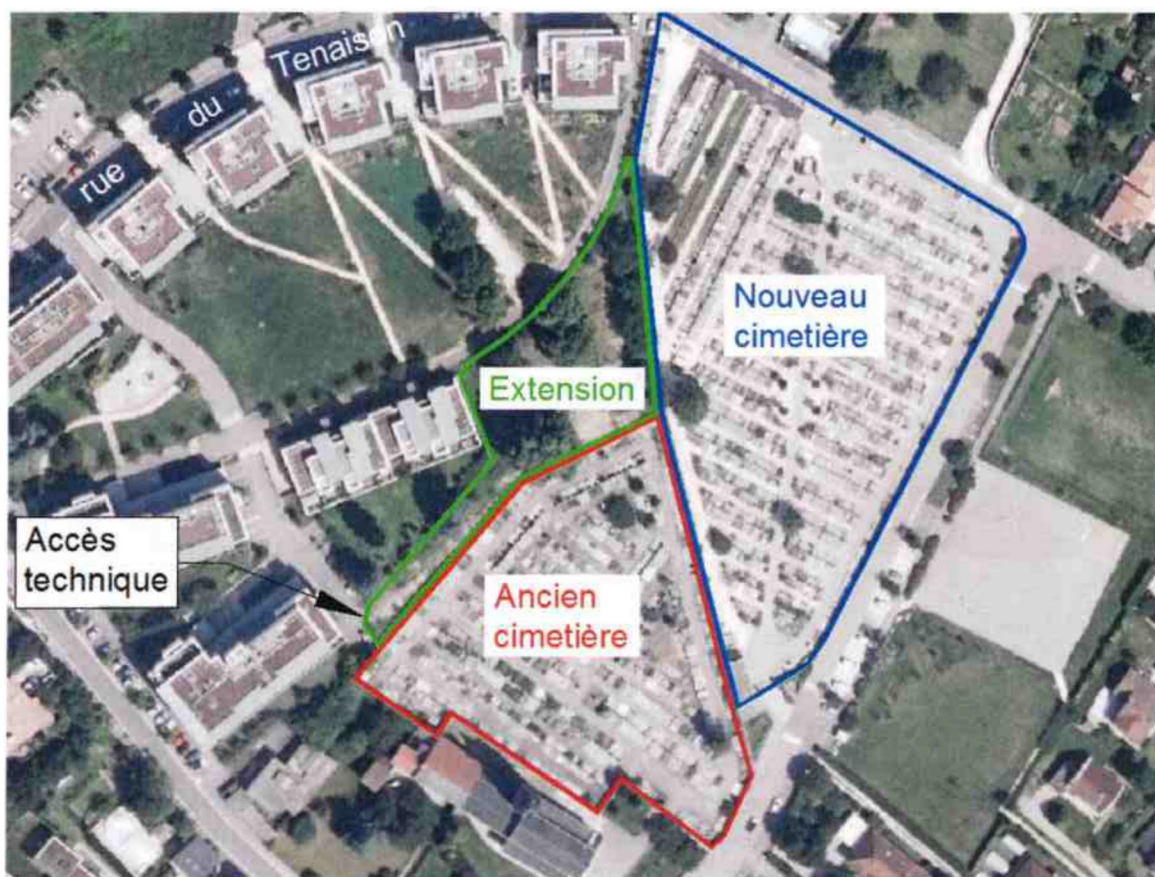 rue du Tenaison
Nouveau
cimetière
Extension
Accès
technique
Ancien
cimetière